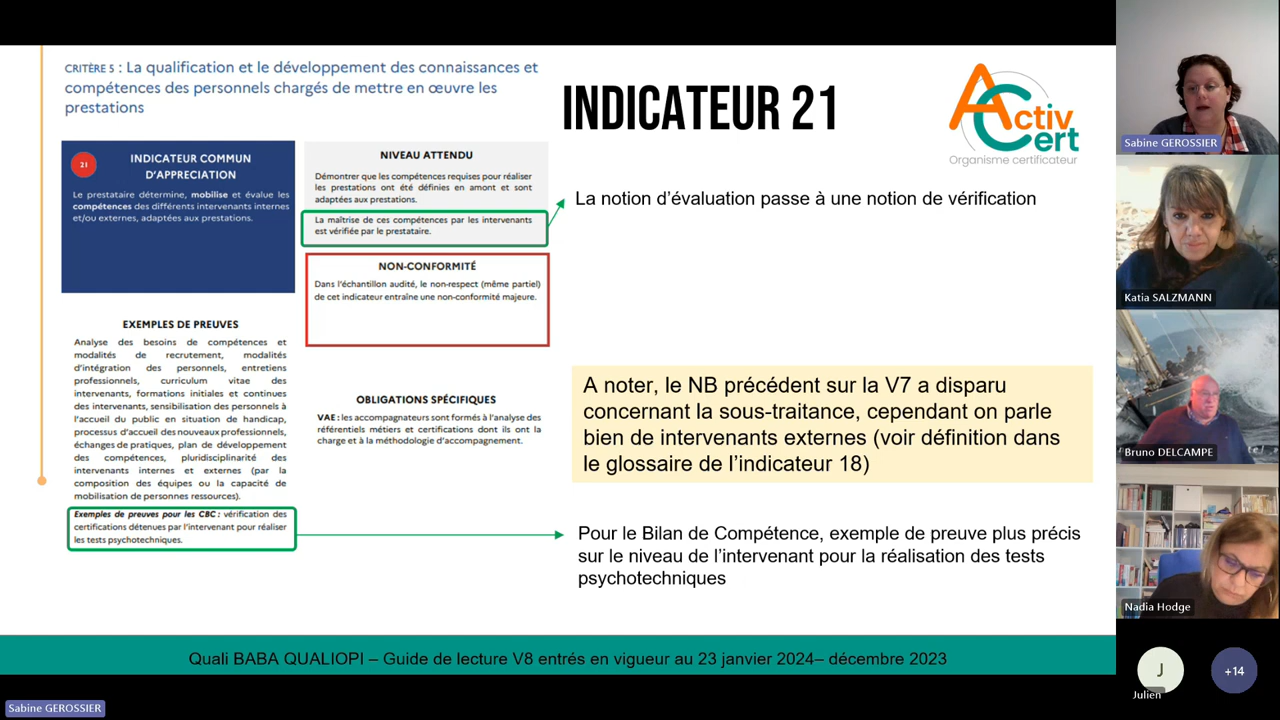 CRITÈRE 5 : La qualification et le développement des connaissances et
compétences des personnels chargés de mettre en œuvre les
prestations
INDICATEUR 21
Activ
Cert
Organisme certificateur
21
INDICATEUR COMMUN
D'APPRECIATION
Le prestataire détermine, mobilise et évalue les
compétences des différents intervenants internes
et/ou externes, adaptées aux prestations.
NIVEAU ATTENDU
Démontrer que les compétences requises pour réaliser
les prestations ont été définies en amont et sont
adaptées aux prestations.
La maîtrise de ces compétences par les intervenants
est vérifiée par le prestataire.
La notion d'évaluation passe à une notion de vérification
NON-CONFORMITÉ
Dans l'échantillon audité, le non-respect (même partiel)
de cet indicateur entraîne une non-conformité majeure.
EXEMPLES DE PREUVES
Analyse des besoins de compétences et
modalités de recrutement, modalités
d'intégration des personnels, entretiens
professionnels, curriculum vitae des
intervenants, formations initiales et continues
des intervenants, sensibilisation des personnels à
l'accueil du public en situation de handicap,
processus d'accueil des nouveaux professionnels,
échanges de pratiques, plan de développement
des compétences, pluridisciplinarité des
intervenants internes et externes (par la
composition des équipes ou la capacité de
mobilisation de personnes ressources).
Exemples de preuves pour les CBC : vérification des
certifications détenues par l'intervenant pour réaliser
les tests psychotechniques.
OBLIGATIONS SPÉCIFIQUES
VAE : les accompagnateurs sont formés à l'analyse des
référentiels métiers et certifications dont ils ont la
charge et à la méthodologie d'accompagnement.
A noter, le NB précédent sur la V7 a disparu
concernant la sous-traitance, cependant on parle
bien de intervenants externes (voir définition dans
le glossaire de l'indicateur 18)
Pour le Bilan de Compétence, exemple de preuve plus précis
sur le niveau de l'intervenant pour la réalisation des tests
psychotechniques
Quali BABA QUALIOPI – Guide de lecture V8 entrés en vigueur au 23 janvier 2024– décembre 2023
Sabine GEROSSIER
Sabine GEROSSIER
Katia SALZMANN
Bruno DELCAMPE
Nadia Hodge
J
Julien
+14